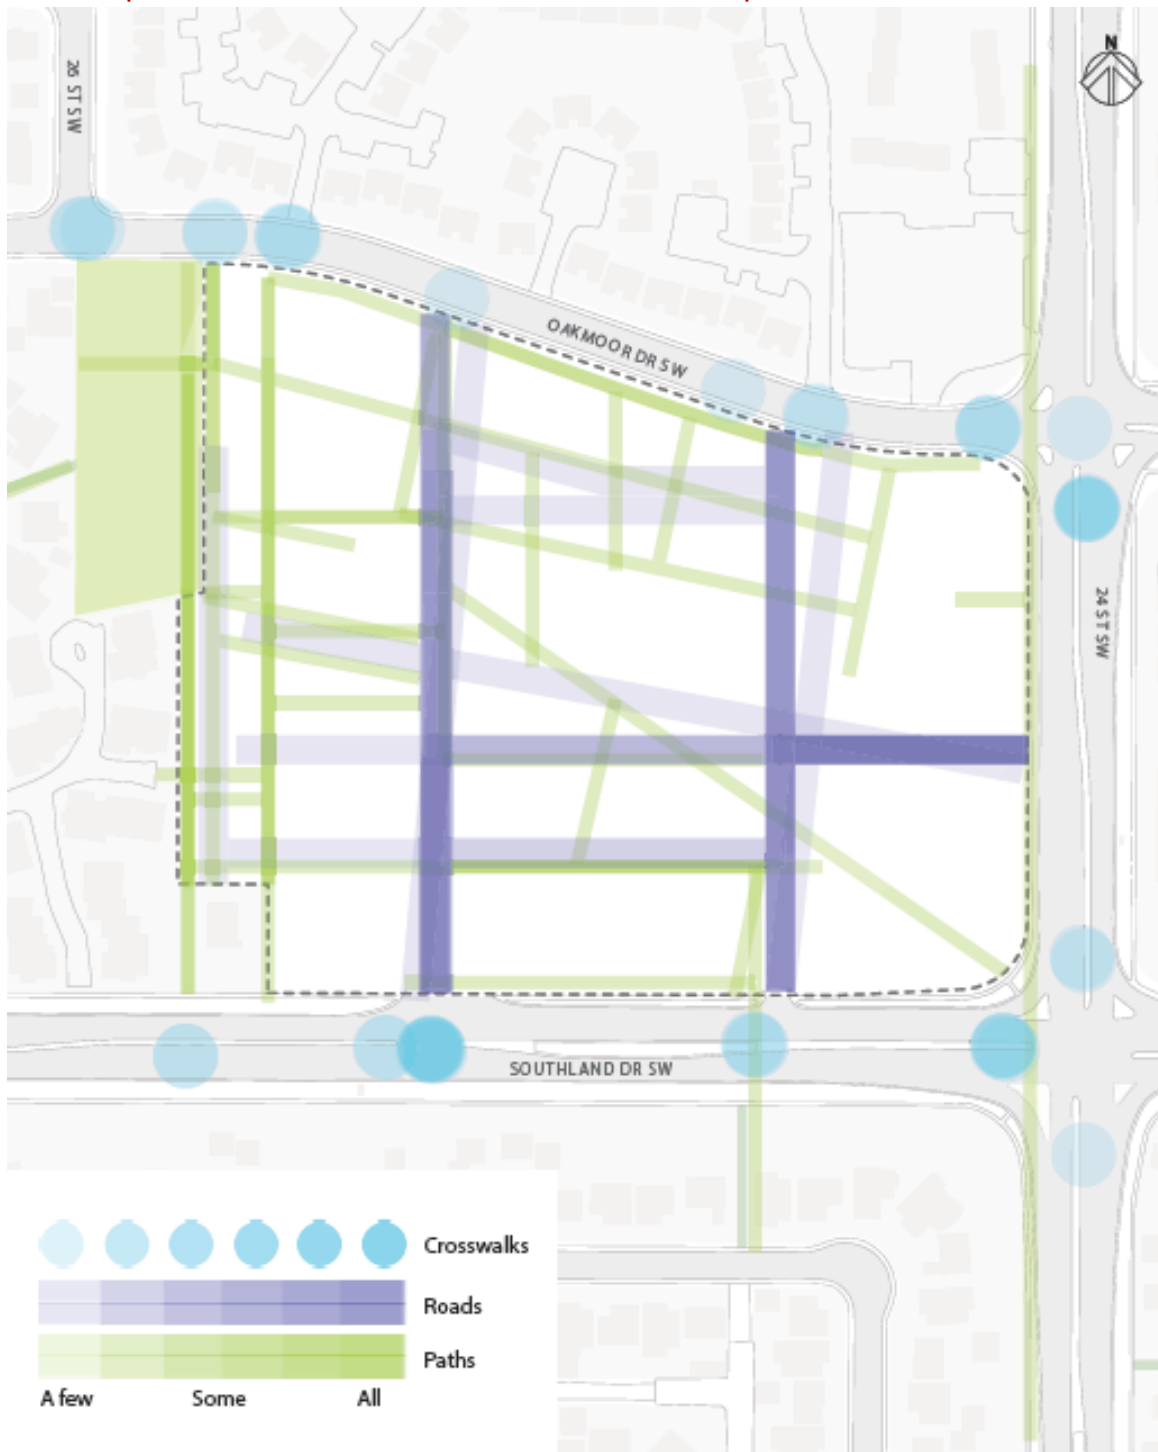 N
26 ST SW
OAKMOOR DR SW
24 ST SW
SOUTHLAND DR SW
Crosswalks
Roads
Paths
A few Some All